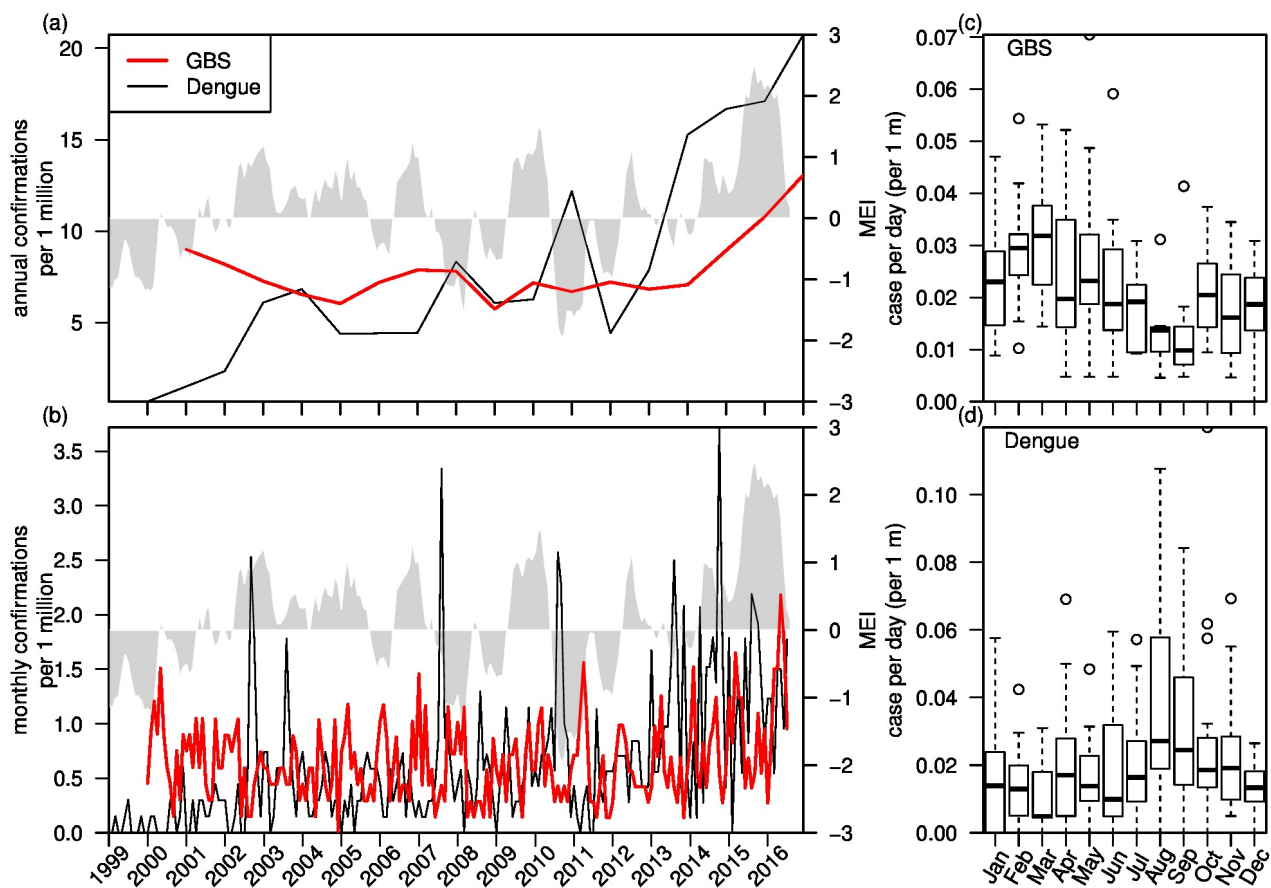 (a)
GBS
Dengue
annual confirmations
per 1 million
20
15
10
5
3
2
1
0
−1
−2
−3
MEI
(c)
GBS
case per day (per 1 m)
0.07
0.06
0.05
0.04
0.03
0.02
0.01
0.00
(b)
monthly confirmations
per 1 million
3.5
3.0
2.5
2.0
1.5
1.0
0.5
0.0
3
2
1
0
−1
−2
−3
MEI
1999 2000 2001 2002 2003 2004 2005 2006 2007 2008 2009 2010 2011 2012 2013 2014 2015 2016
(d)
Dengue
case per day (per 1 m)
0.10
0.08
0.06
0.04
0.02
0.00
Jan Feb Mar Apr May Jun Jul Aug Sep Oct Nov Dec